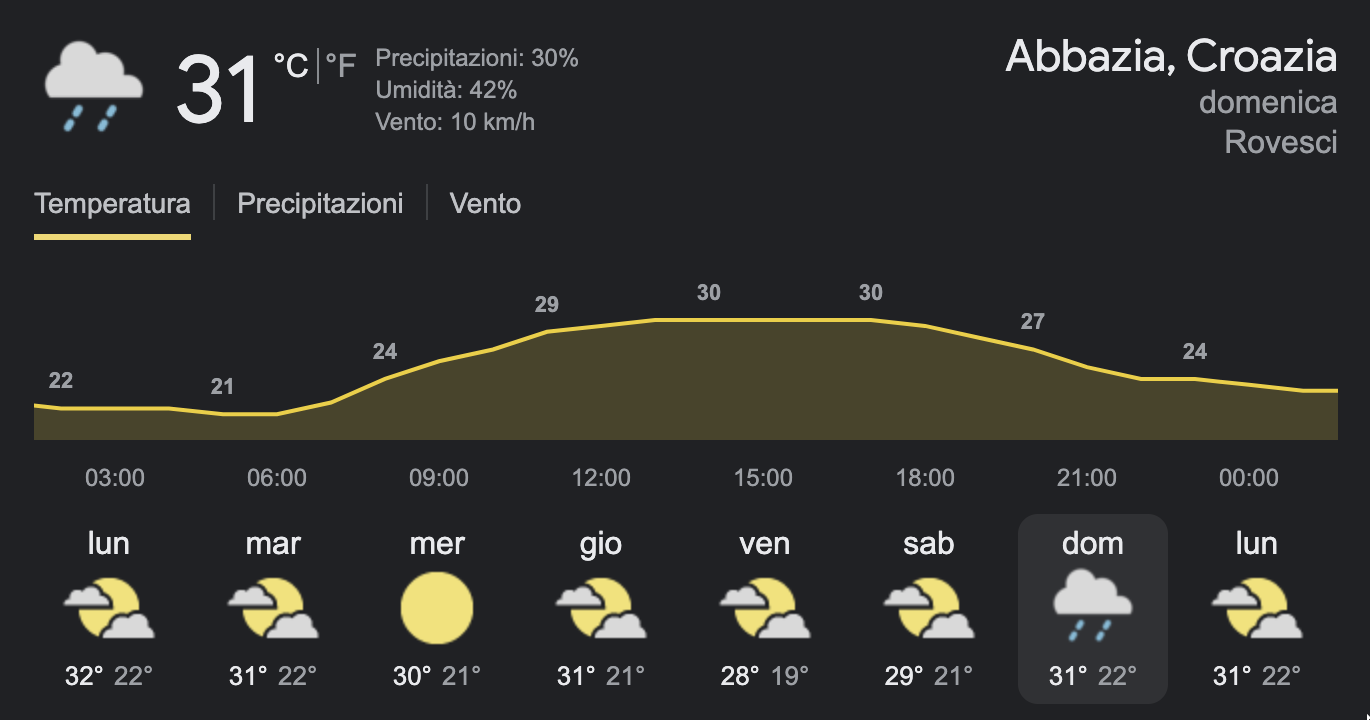 31 °C | °F
Precipitazioni: 30%
Umidità: 42%
Vento: 10 km/h
Abbazia, Croazia
domenica
Rovesci
Temperatura | Precipitazioni | Vento
22 21 24 29 30 30 27 24
03:00 06:00 09:00 12:00 15:00 18:00 21:00 00:00
lun mar mer gio ven sab dom lun
32° 22° 31° 22° 30° 21° 31° 21° 28° 19° 29° 21° 31° 22° 31° 22°